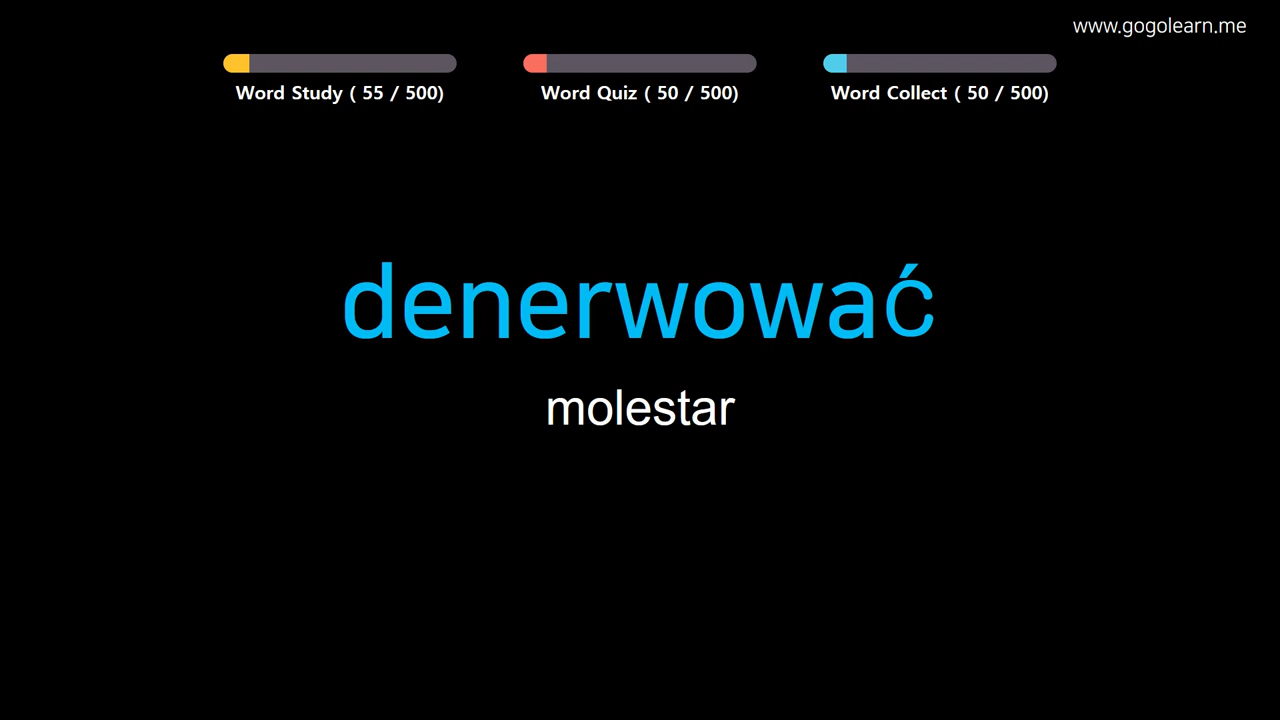 www.gogolearn.me
Word Study ( 55 / 500)
Word Quiz ( 50 / 500)
Word Collect ( 50 / 500)
denerwować
molestar